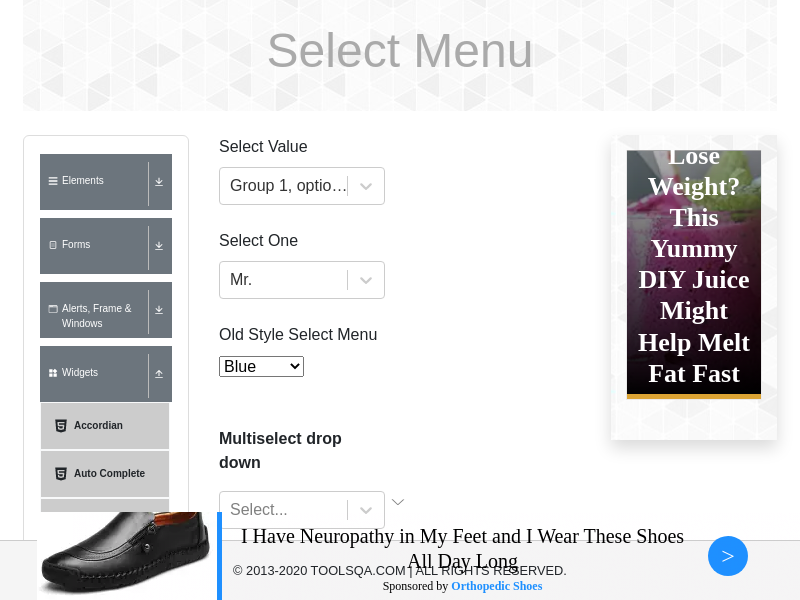 Select Menu
Elements
Forms
Alerts, Frame &
Windows
Widgets
Accordian
Auto Complete
Select Value
Group 1, optio…
Select One
Mr.
Old Style Select Menu
Blue
Multiselect drop
down
Select...
Lose
Weight?
This
Yummy
DIY Juice
Might
Help Melt
Fat Fast
I Have Neuropathy in My Feet and I Wear These Shoes
All Day Long
© 2013-2020 TOOLSQA.COM | ALL RIGHTS RESERVED.
Sponsored by Orthopedic Shoes
>